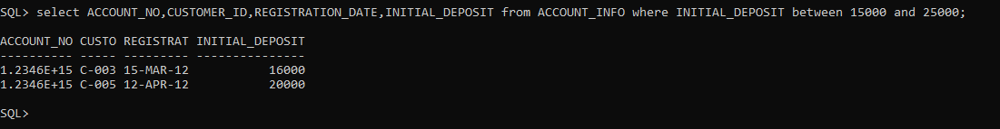 SQL> select ACCOUNT_NO,CUSTOMER_ID,REGISTRATION_DATE,INITIAL_DEPOSIT from ACCOUNT_INFO where INITIAL_DEPOSIT between 15000 and 25000;
ACCOUNT_NO CUSTO REGISTRAT INITIAL_DEPOSIT
---------- ----- --------- ---------------
1.2346E+15 C-003 15-MAR-12           16000
1.2346E+15 C-005 12-APR-12           20000
SQL>